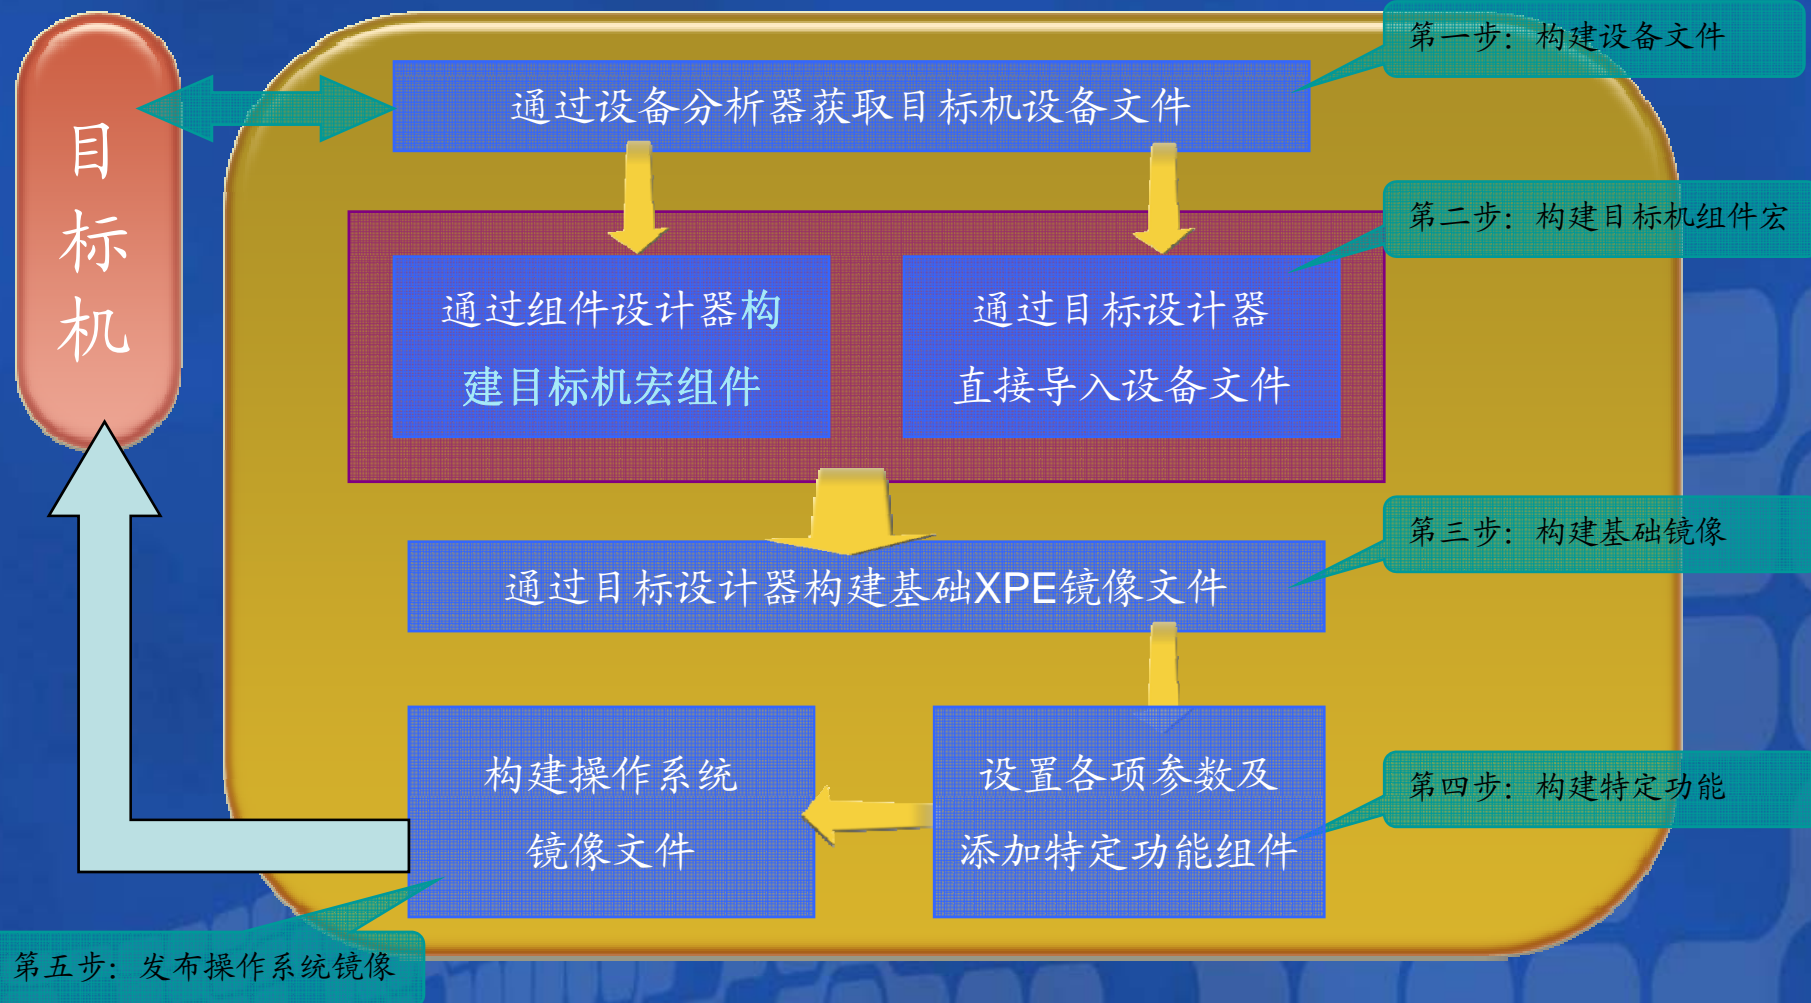 目
标
机
第一步：构建设备文件
通过设备分析器获取目标机设备文件
第二步：构建目标机组件宏
通过组件设计器构
建目标机宏组件
通过目标设计器
直接导入设备文件
第三步：构建基础镜像
通过目标设计器构建基础XPE镜像文件
第四步：构建特定功能
设置各项参数及
添加特定功能组件
构建操作系统
镜像文件
第五步：发布操作系统镜像